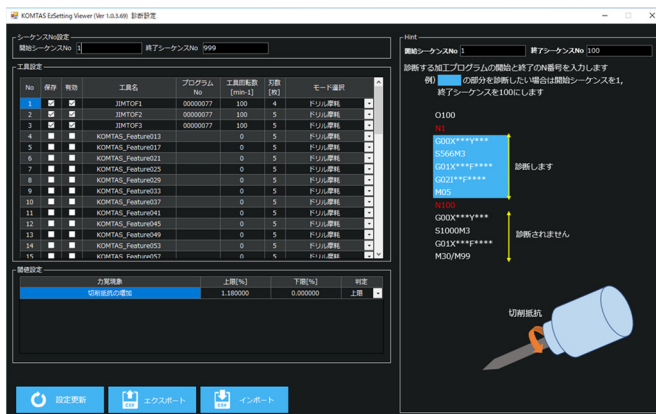 KOMTAS EzSetting Viewer (Ver 1.0.3.69) 診断設定
シーケンスNo設定
開始シーケンスNo 1 終了シーケンスNo 999
工具設定
No 保存 有効 工具名 プログラムNo 工具回転数[min-1] 刃数[枚] モード選択
1 JIMTOF1 00000077 100 4 ドリル摩耗
2 JIMTOF2 00000077 100 5 ドリル摩耗
3 JIMTOF3 00000077 100 5 ドリル摩耗
4 KOMTAS_Feature013 0 5 ドリル摩耗
5 KOMTAS_Feature017 0 5 ドリル摩耗
6 KOMTAS_Feature021 0 5 ドリル摩耗
7 KOMTAS_Feature025 0 5 ドリル摩耗
8 KOMTAS_Feature029 0 5 ドリル摩耗
9 KOMTAS_Feature033 0 5 ドリル摩耗
10 KOMTAS_Feature037 0 5 ドリル摩耗
11 KOMTAS_Feature041 0 5 ドリル摩耗
12 KOMTAS_Feature045 0 5 ドリル摩耗
13 KOMTAS_Feature049 0 5 ドリル摩耗
14 KOMTAS_Feature053 0 5 ドリル摩耗
15 KOMTAS_Feature057 0 5 ドリル摩耗
閾値設定
力覚現象 上限[%] 下限[%] 判定
切削抵抗の増加 1.180000 0.000000 上限
設定更新
CSV エクスポート
CSV インポート
Hint
開始シーケンスNo 1 終了シーケンスNo 100
診断する加工プログラムの開始と終了のN番号を入力します
例) の部分を診断したい場合は開始シーケンスを1,
終了シーケンスを100にします
O100
N1
G00X***Y***
S566M3
G01X***F****
G02I**F****
M05
診断します
N100
G00X***Y***
S1000M3
G01X***F****
M30/M99
診断されません
切削抵抗